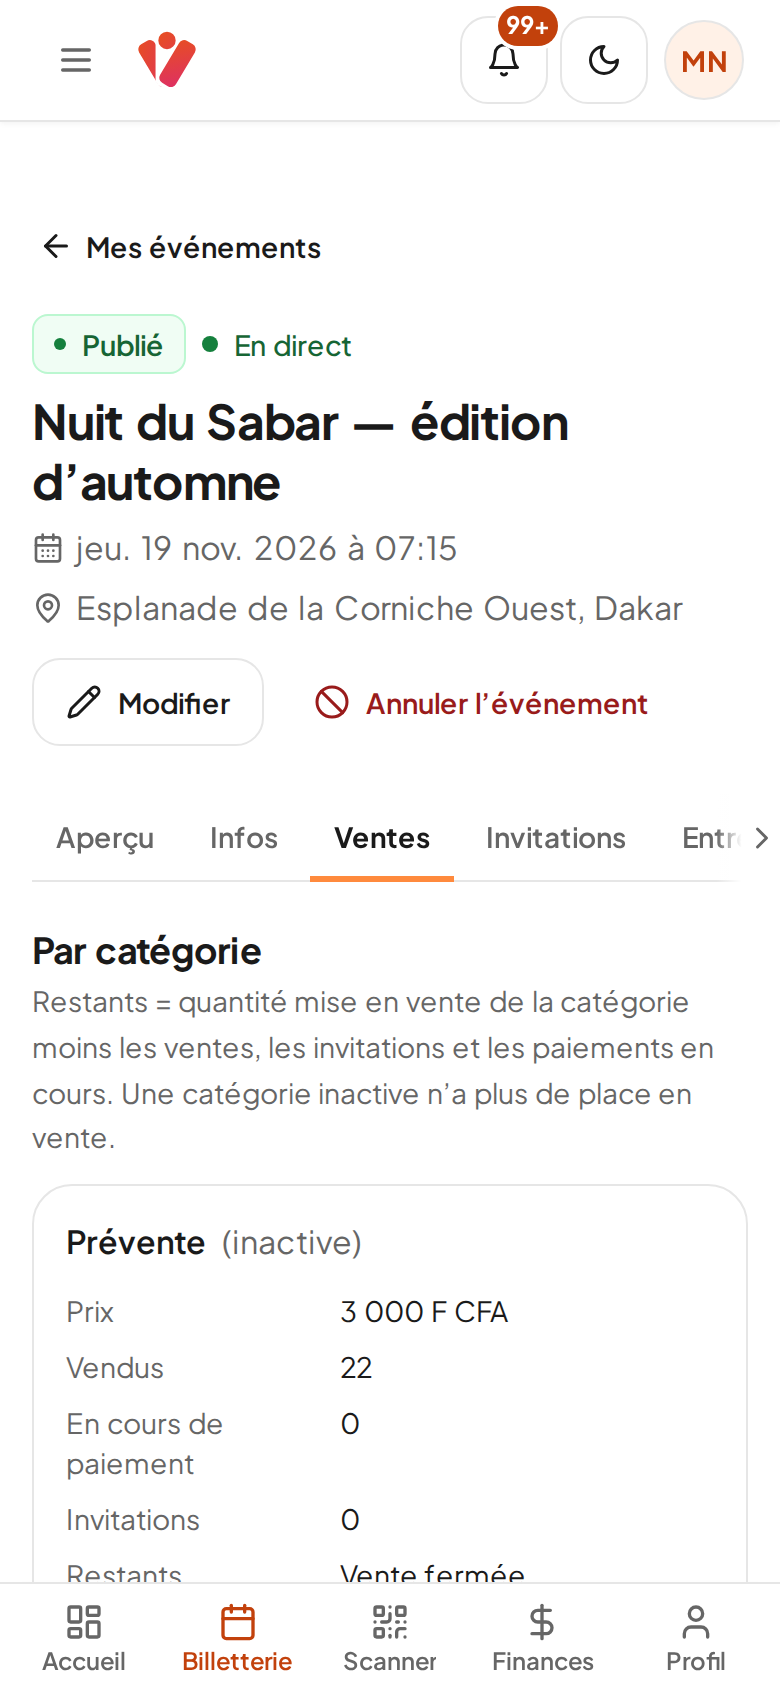 99+
MN
Mes événements
Publié
En direct
Nuit du Sabar — édition
d’automne
jeu. 19 nov. 2026 à 07:15
Esplanade de la Corniche Ouest, Dakar
Modifier
Annuler l’événement
Aperçu Infos Ventes Invitations Entr
Par catégorie
Restants = quantité mise en vente de la catégorie
moins les ventes, les invitations et les paiements en
cours. Une catégorie inactive n’a plus de place en
vente.
Prévente (inactive)
Prix 3 000 F CFA
Vendus 22
En cours de 0
paiement
Invitations 0
Restants Vente fermée
Accueil Billetterie Scanner Finances Profil